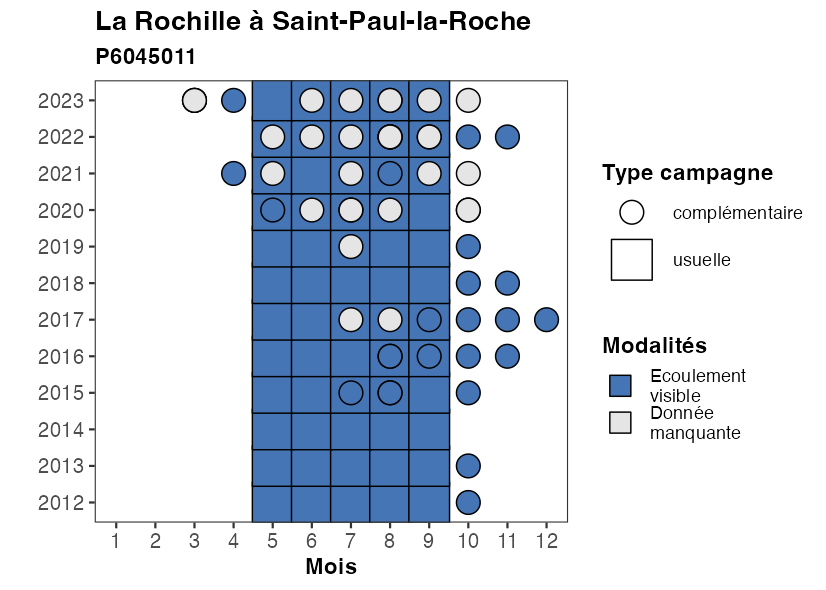 La Rochille à Saint-Paul-la-Roche
P6045011
2023
2022
2021
2020
2019
2018
2017
2016
2015
2014
2013
2012
1 2 3 4 5 6 7 8 9 10 11 12
Mois
Type campagne
complémentaire
usuelle
Modalités
Ecoulement
visible
Donnée
manquante